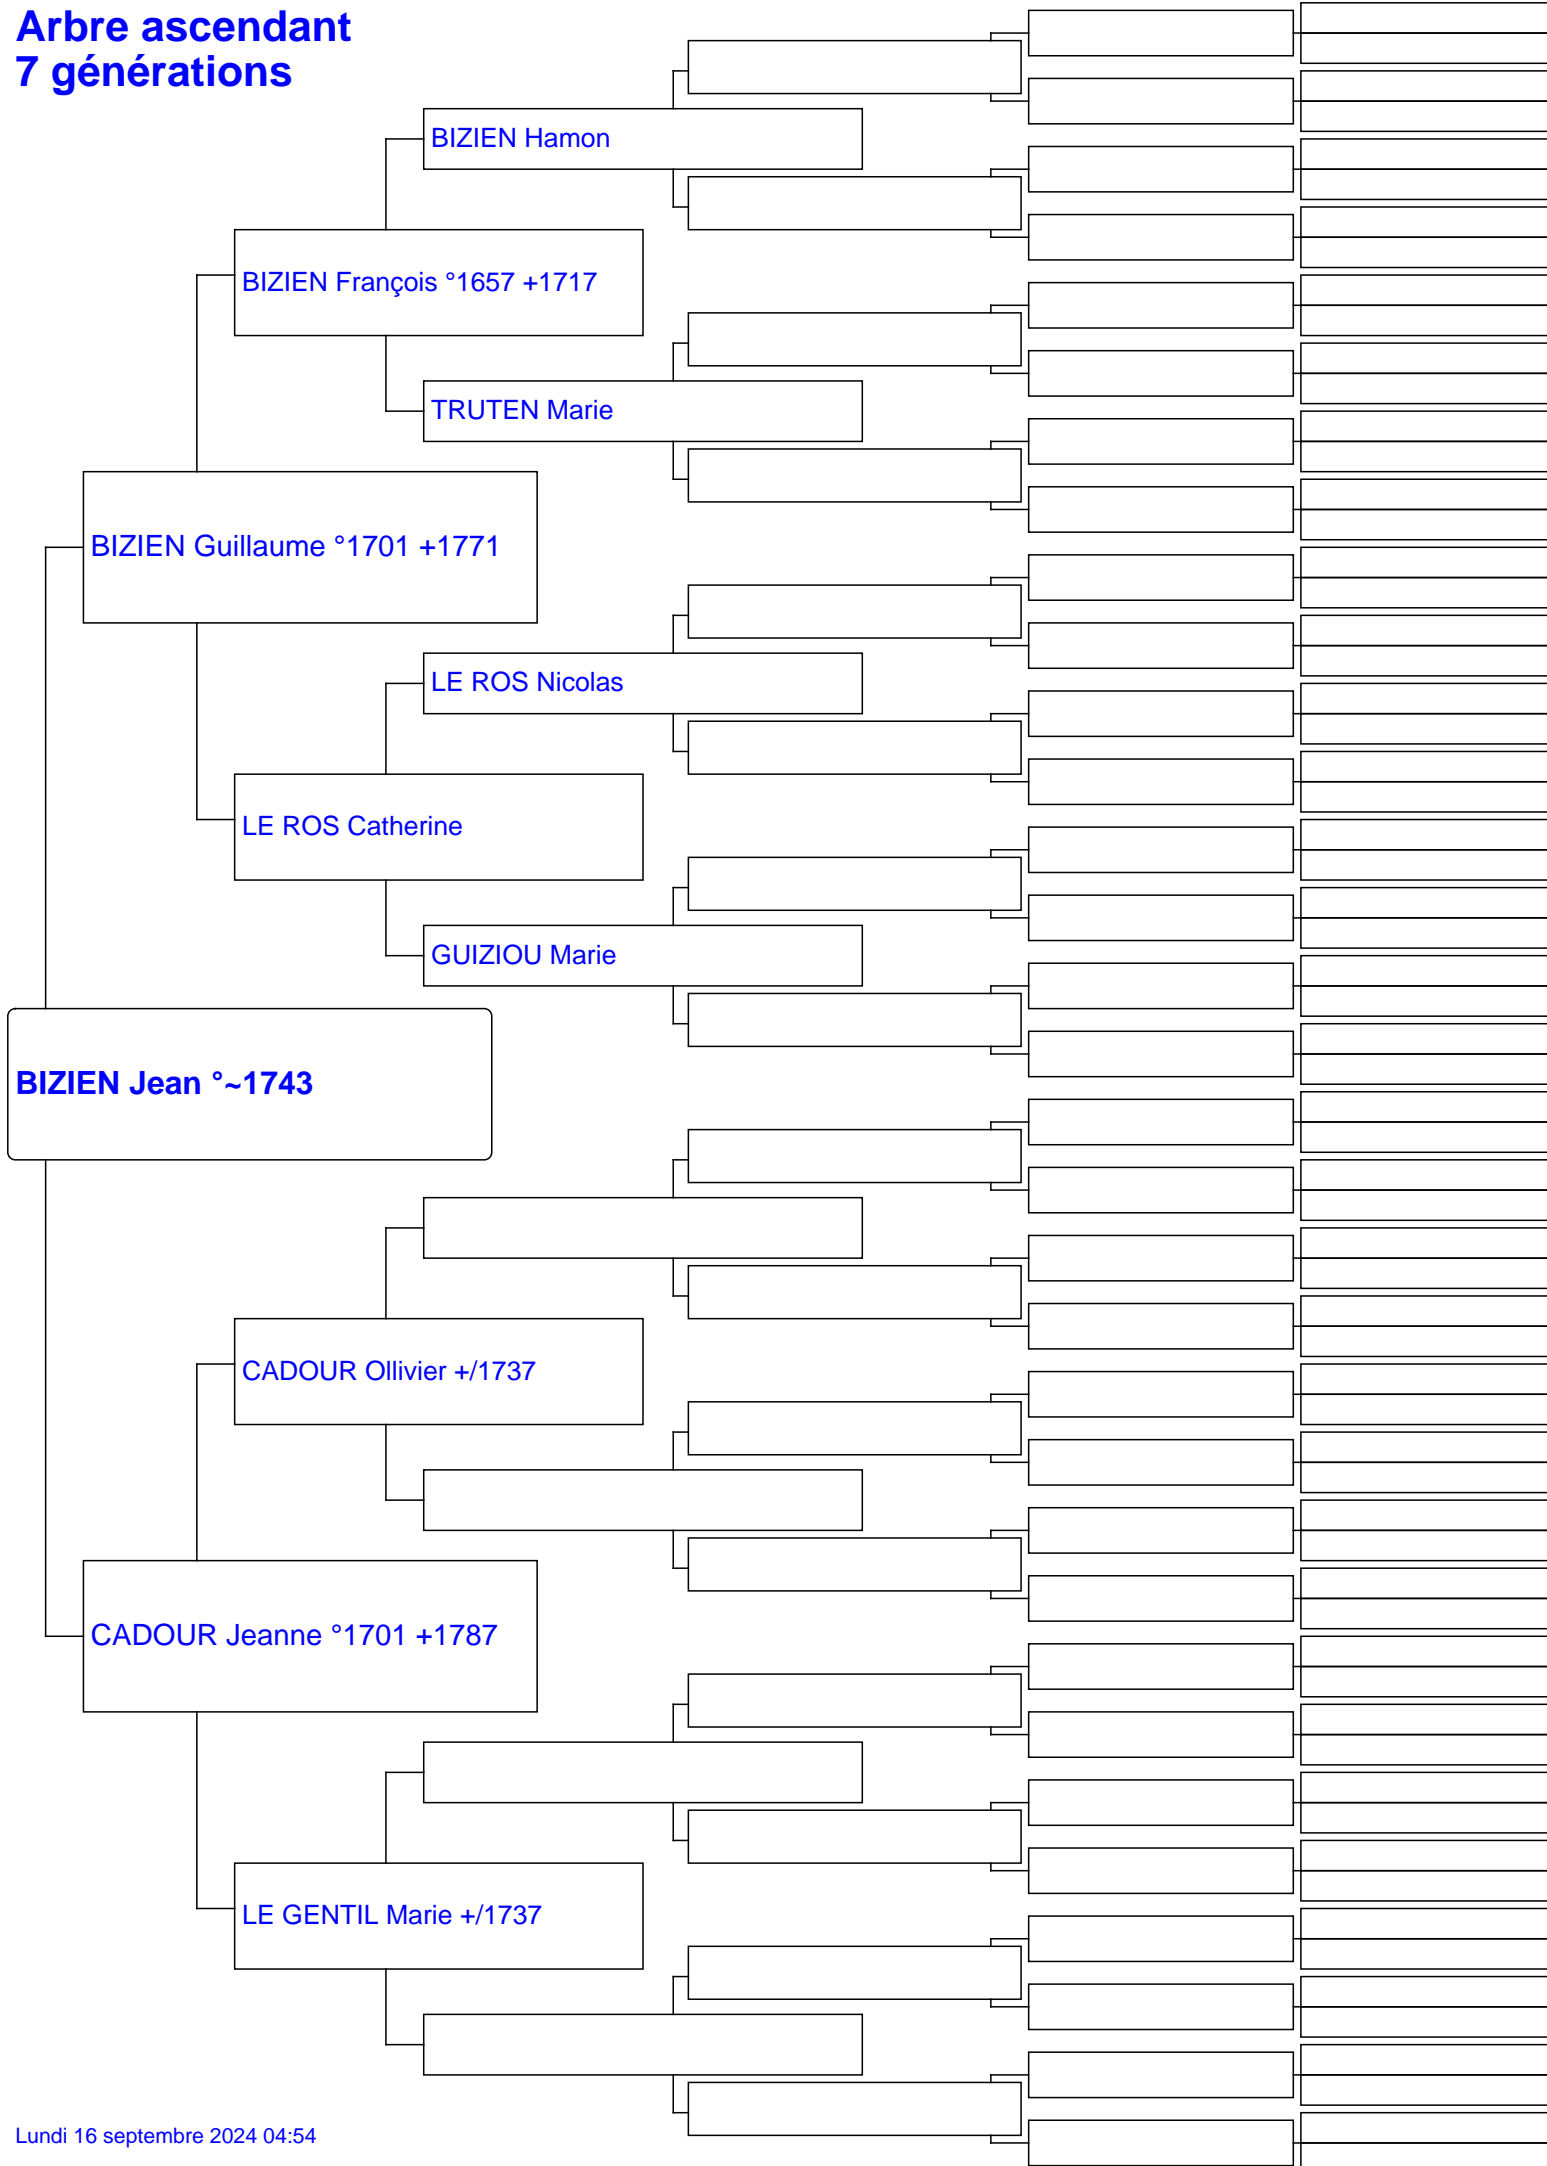 Arbre ascendant
7 générations
BIZIEN Hamon
BIZIEN François °1657 +1717
TRUTEN Marie
BIZIEN Guillaume °1701 +1771
LE ROS Nicolas
LE ROS Catherine
GUIZIOU Marie
BIZIEN Jean °~1743
CADOUR Ollivier +/1737
CADOUR Jeanne °1701 +1787
LE GENTIL Marie +/1737
Lundi 16 septembre 2024 04:54